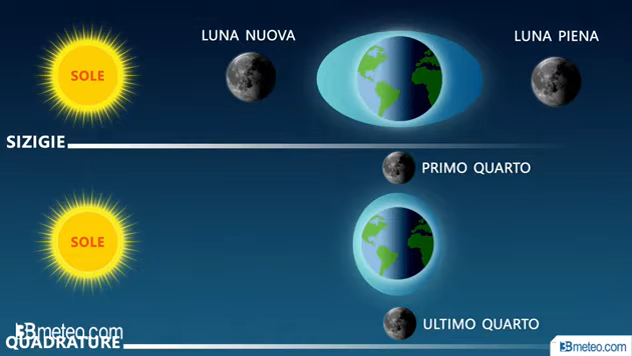 LUNA NUOVA
LUNA PIENA
SOLE
SIZIGIE
PRIMO QUARTO
SOLE
ULTIMO QUARTO
3Bmeteo.com
QUADRATURE
3Bmeteo.com